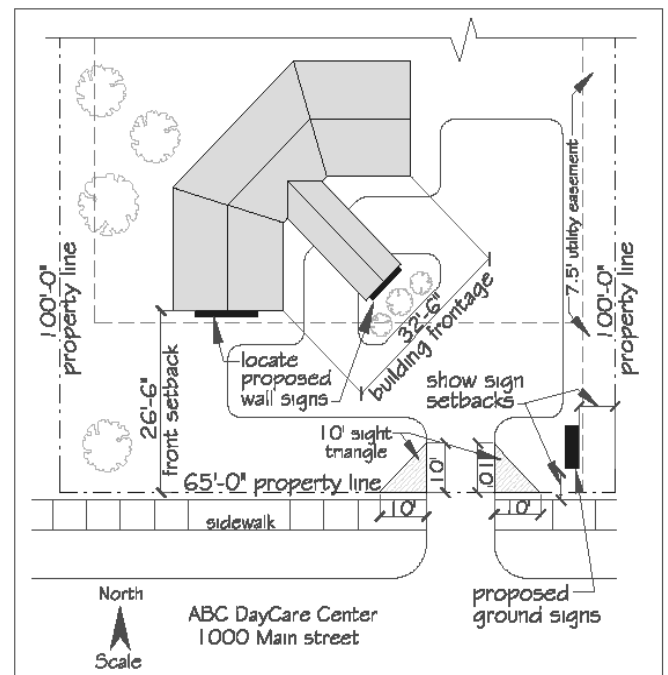 100'-0"
property line
7.5' utility easement
100'-0"
property line
32'-6"
building frontage
26'-6"
front setback
locate
proposed
wall signs
show sign
setbacks
10' sight
triangle
10'
10'
65'-0" property line
10'
10'
sidewalk
proposed
ground signs
North
Scale
ABC DayCare Center
1000 Main street